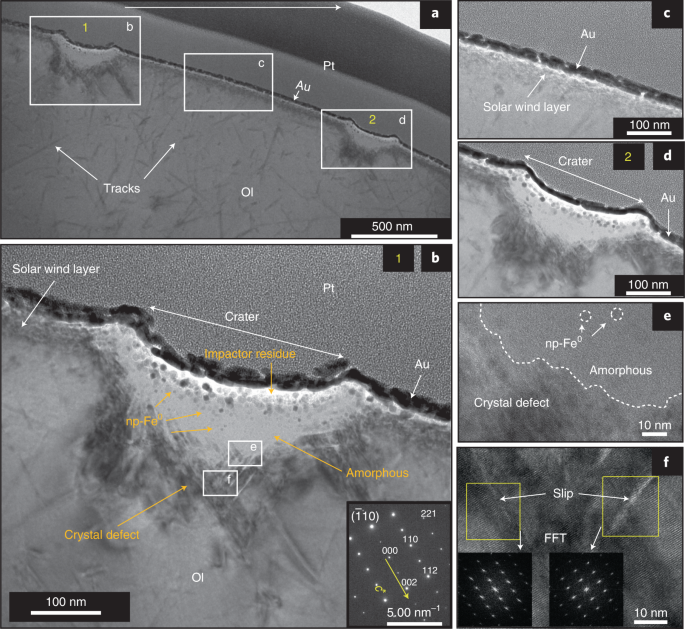 a
1
b
c
Pt
Au
2
d
Tracks
Ol
500 nm
c
Au
Solar wind layer
100 nm
2
d
Crater
Au
100 nm
1
b
Solar wind layer
Pt
Crater
Impactor residue
Au
np-Fe⁰
e
Amorphous
f
Crystal defect
Ol
100 nm
(1̄10)
221
110
000
112
002
c*
5.00 nm⁻¹
e
np-Fe⁰
Amorphous
Crystal defect
10 nm
f
Slip
FFT
10 nm